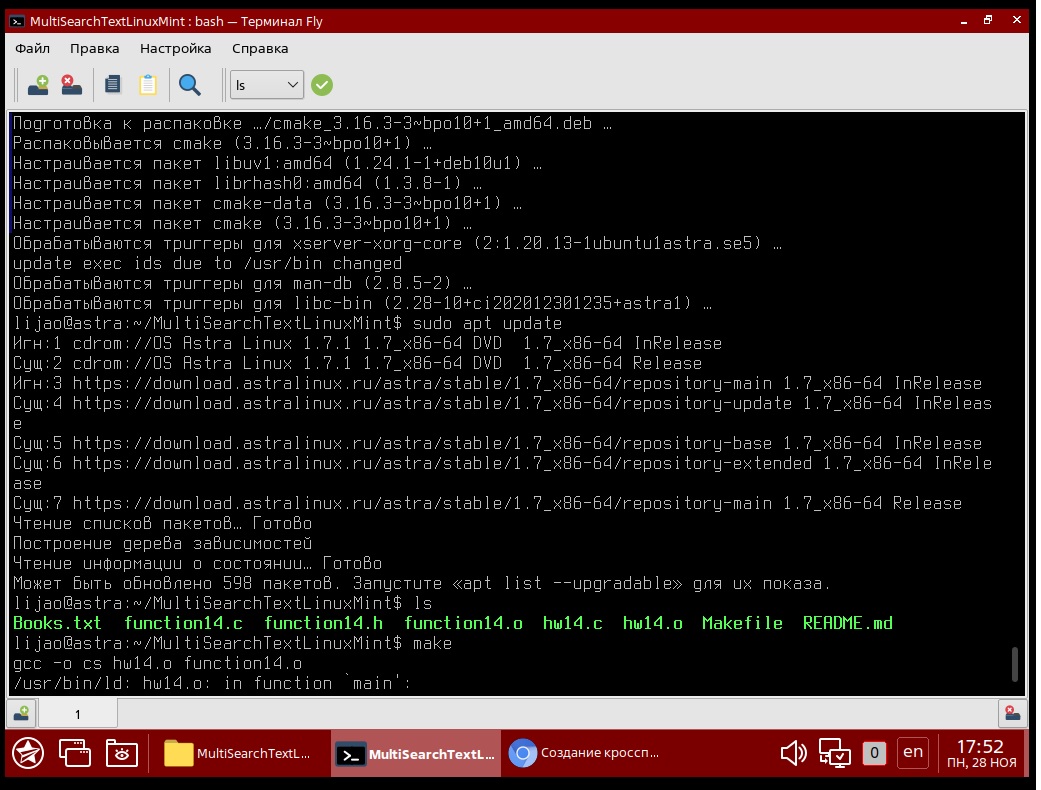 MultiSearchTextLinuxMint : bash — Терминал Fly
Файл Правка Настройка Справка
ls
Подготовка к распаковке …/cmake_3.16.3-3~bpo10+1_amd64.deb …
Распаковывается cmake (3.16.3-3~bpo10+1) …
Настраивается пакет libuv1:amd64 (1.24.1-1+deb10u1) …
Настраивается пакет librhash0:amd64 (1.3.8-1) …
Настраивается пакет cmake-data (3.16.3-3~bpo10+1) …
Настраивается пакет cmake (3.16.3-3~bpo10+1) …
Обрабатываются триггеры для xserver-xorg-core (2:1.20.13-1ubuntu1astra.se5) …
update exec ids due to /usr/bin changed
Обрабатываются триггеры для man-db (2.8.5-2) …
Обрабатываются триггеры для libc-bin (2.28-10+ci202012301235+astra1) …
lijao@astra:~/MultiSearchTextLinuxMint$ sudo apt update
Игн:1 cdrom://OS Astra Linux 1.7.1 1.7_x86-64 DVD  1.7_x86-64 InRelease
Сущ:2 cdrom://OS Astra Linux 1.7.1 1.7_x86-64 DVD  1.7_x86-64 Release
Игн:3 https://download.astralinux.ru/astra/stable/1.7_x86-64/repository-main 1.7_x86-64 InRelease
Сущ:4 https://download.astralinux.ru/astra/stable/1.7_x86-64/repository-update 1.7_x86-64 InReleas
e
Сущ:5 https://download.astralinux.ru/astra/stable/1.7_x86-64/repository-base 1.7_x86-64 InRelease
Сущ:6 https://download.astralinux.ru/astra/stable/1.7_x86-64/repository-extended 1.7_x86-64 InRele
ase
Сущ:7 https://download.astralinux.ru/astra/stable/1.7_x86-64/repository-main 1.7_x86-64 Release
Чтение списков пакетов… Готово
Построение дерева зависимостей
Чтение информации о состоянии… Готово
Может быть обновлено 598 пакетов. Запустите «apt list --upgradable» для их показа.
lijao@astra:~/MultiSearchTextLinuxMint$ ls
Books.txt  function14.c  function14.h  function14.o  hw14.c  hw14.o  Makefile  README.md
lijao@astra:~/MultiSearchTextLinuxMint$ make
gcc -o cs hw14.o function14.o
/usr/bin/ld: hw14.o: in function `main':
1
MultiSearchTextL... MultiSearchTextL... Создание кроссп... 0 en 17:52
ПН, 28 НОЯ